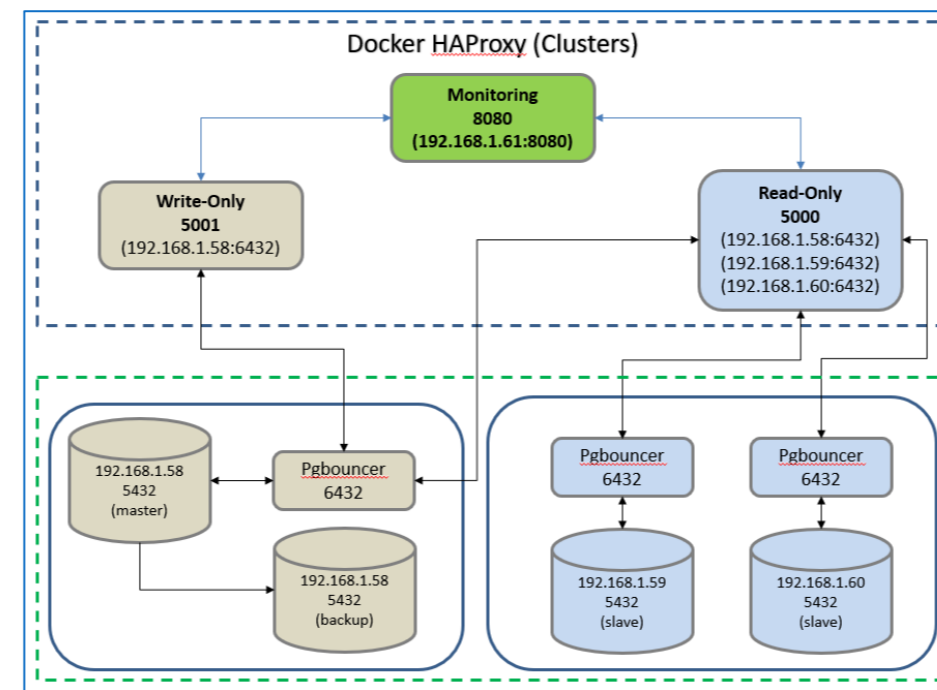 Docker HAProxy (Clusters)
Monitoring
8080
(192.168.1.61:8080)
Write-Only
5001
(192.168.1.58:6432)
Read-Only
5000
(192.168.1.58:6432)
(192.168.1.59:6432)
(192.168.1.60:6432)
192.168.1.58
5432
(master)
Pgbouncer
6432
192.168.1.58
5432
(backup)
Pgbouncer
6432
Pgbouncer
6432
192.168.1.59
5432
(slave)
192.168.1.60
5432
(slave)